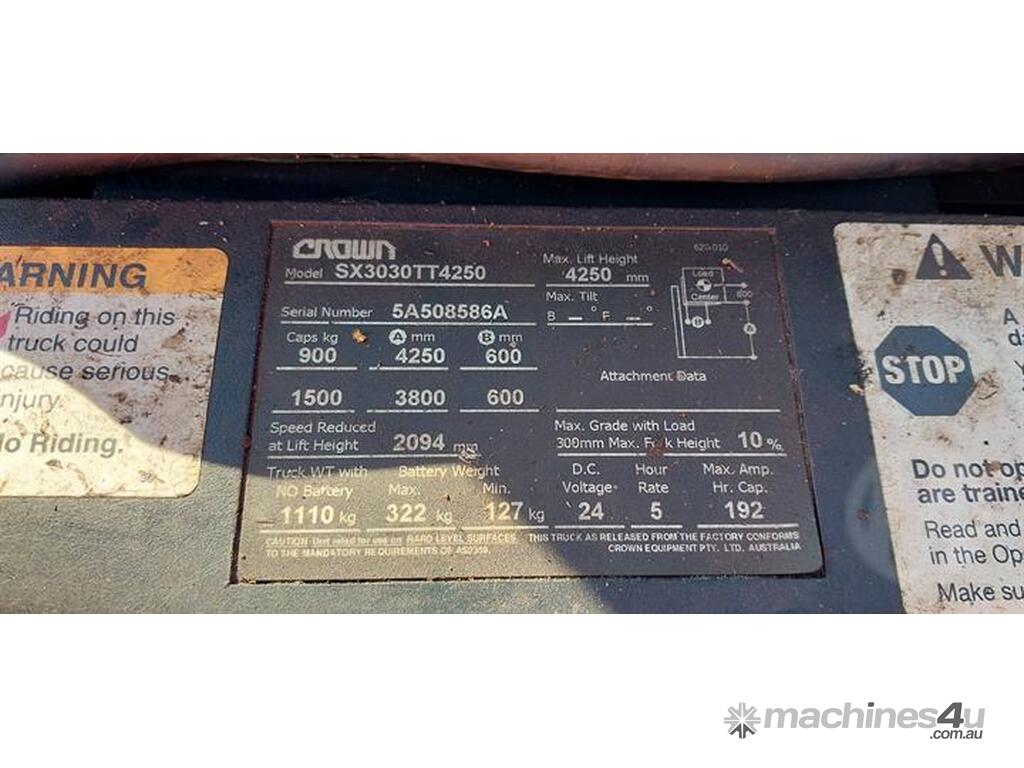 ARNING
Riding on this
truck could
cause serious
njury.
No Riding.
CROWN
620-010
Model SX3030TT4250
Max. Lift Height
4250 mm
Serial Number 5A508586A
Max. Tilt
B — ° F — °
Load
Center
600
B
A
Caps kg A mm B mm
900 4250 600
1500 3800 600
Attachment Data
Speed Reduced
at Lift Height 2094 mm
Max. Grade with Load
300mm Max. Fork Height 10 %
Truck WT with
NO Battery
1110 kg
Battery Weight
Max. Min.
322 kg 127 kg
D.C.
Voltage
24
Hour
Rate
5
Max. Amp.
Hr. Cap.
192
CAUTION Unit rated for use on HARD LEVEL SURFACES. THIS TRUCK AS RELEASED FROM THE FACTORY CONFORMS
TO THE MANDATORY REQUIREMENTS OF AS2359. CROWN EQUIPMENT PTY. LTD. AUSTRALIA
W
A
STOP
Do not op
are traine
Read and
in the Op
Make su
machines4u
.com.au